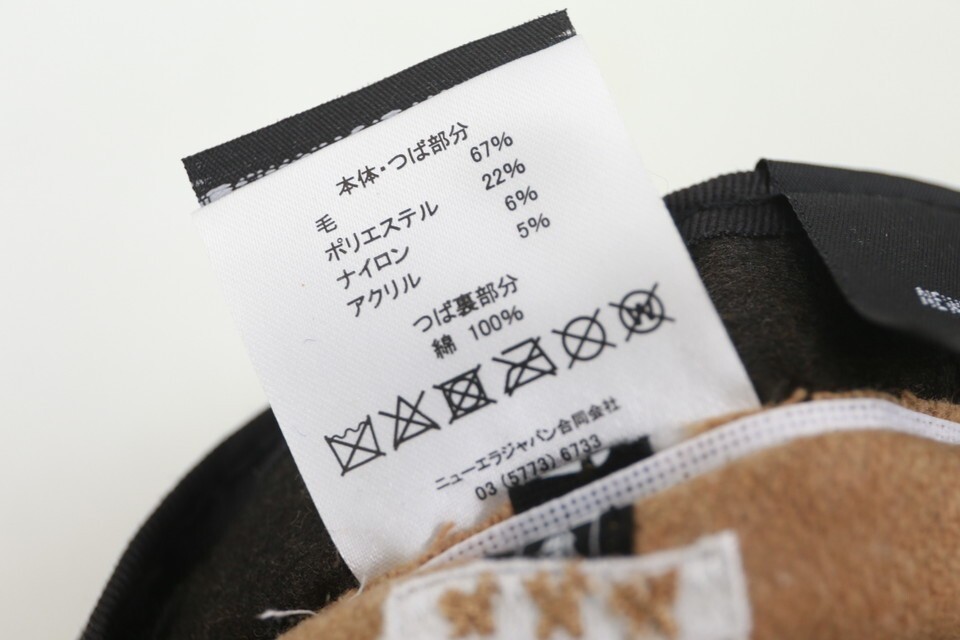 本体・つば部分
毛 67%
ポリエステル 22%
ナイロン 6%
アクリル 5%
つば裏部分
綿 100%
W
ニューエラジャパン合同会社
03 (5773) 6733